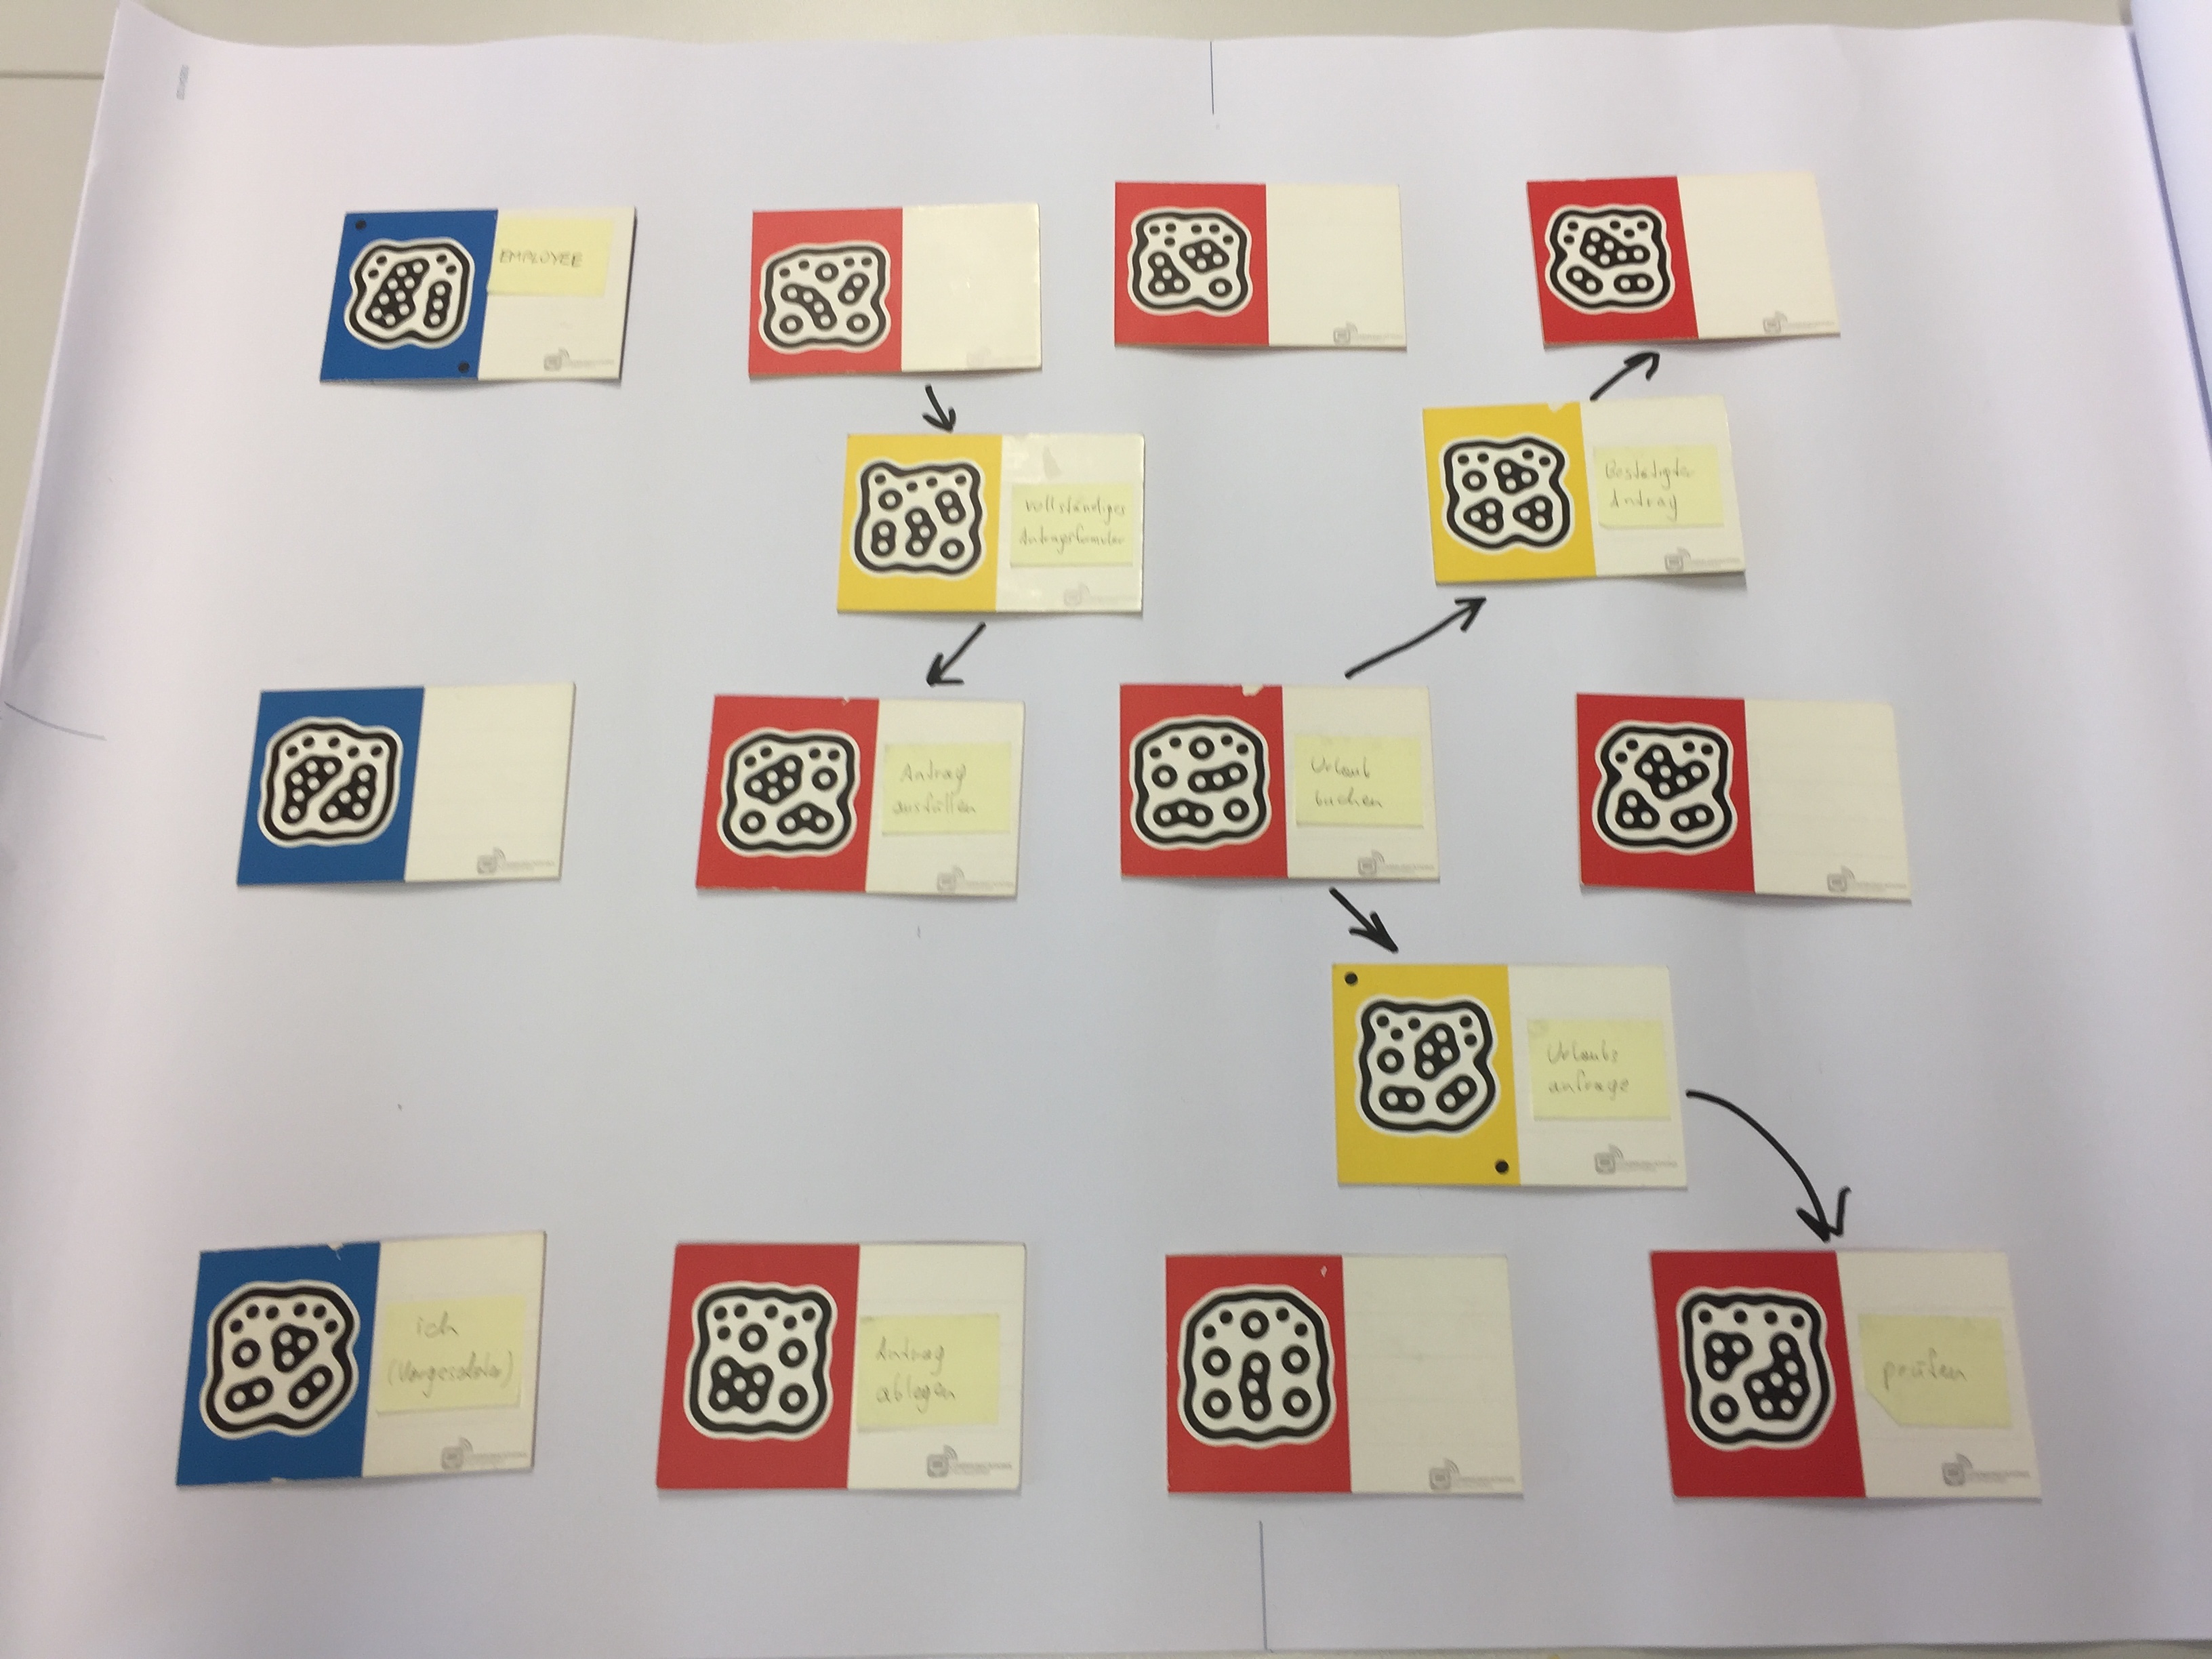 EMPLOYEE
vollständiges
Antragsformular
Bestätigter
Antrag
Antrag
ausfüllen
Urlaub
buchen
Urlaubs
anfrage
ich
(Vorgesetzter)
Antrag
ablegen
prüfen